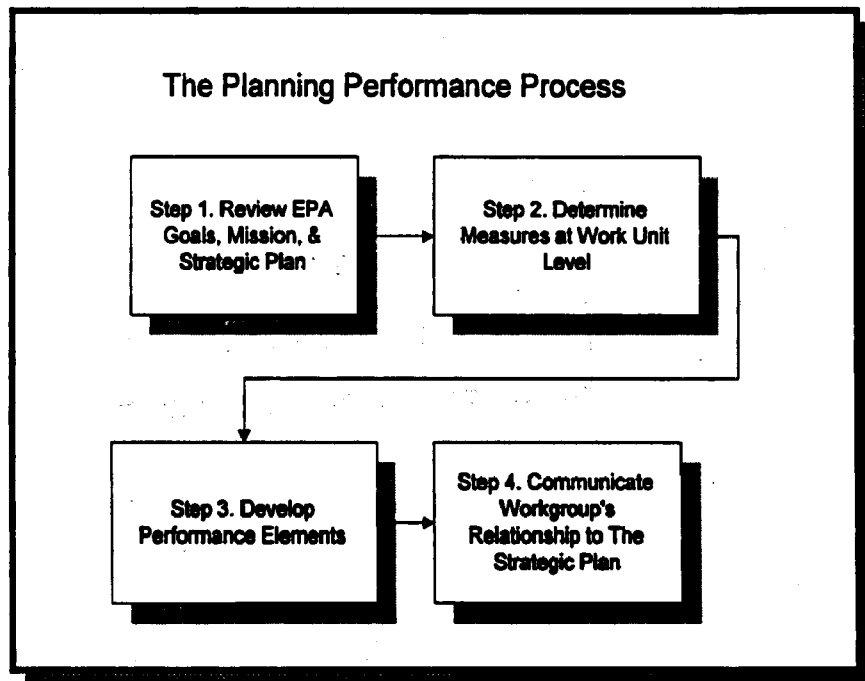 The Planning Performance Process
Step 1. Review EPA
Goals, Mission, &
Strategic Plan
Step 2. Determine
Measures at Work Unit
Level
Step 3. Develop
Performance Elements
Step 4. Communicate
Workgroup's
Relationship to The
Strategic Plan